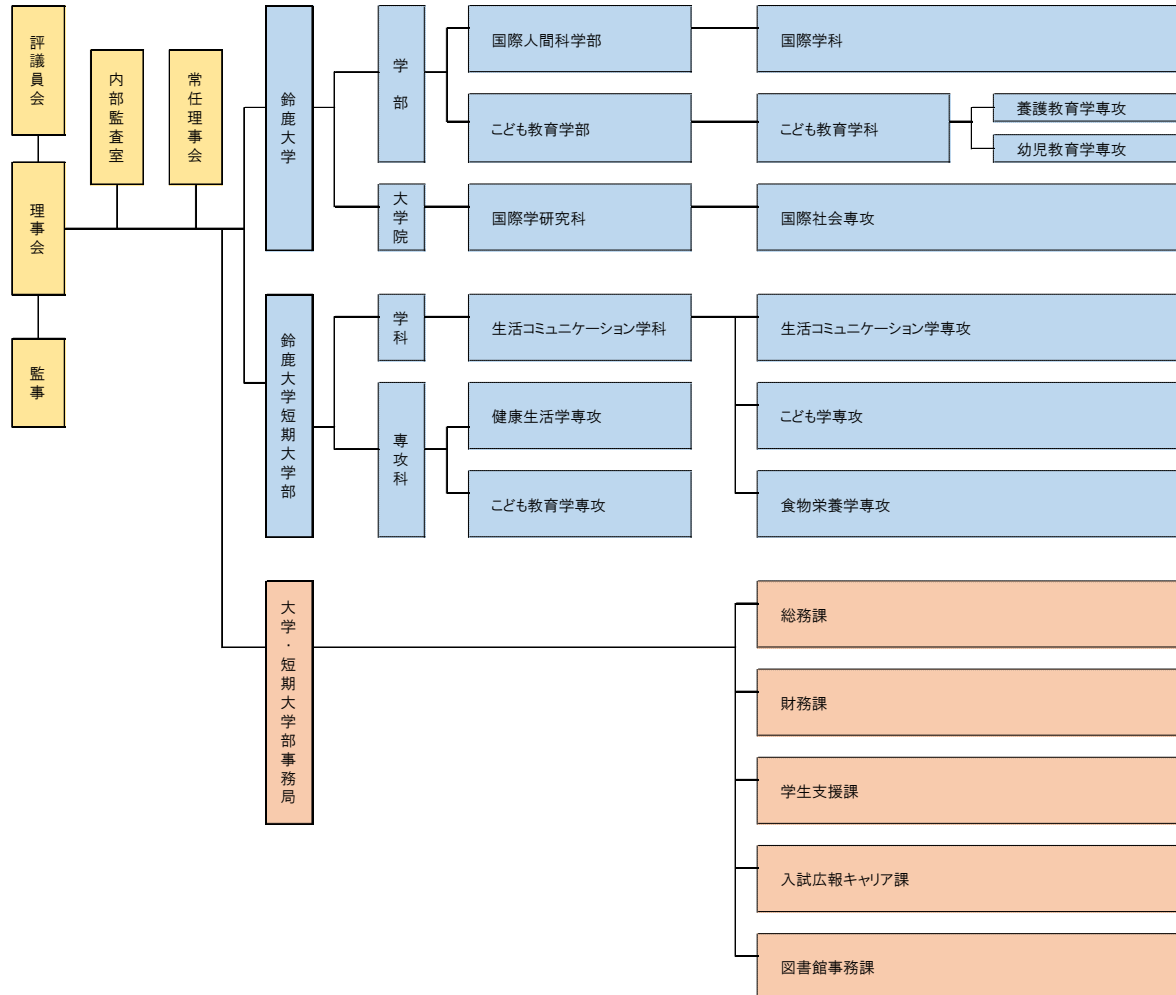 評議員会
内部監査室
常任理事会
理事会
監事
鈴鹿大学
学部
国際人間科学部
国際学科
こども教育学部
こども教育学科
養護教育学専攻
幼児教育学専攻
大学院
国際学研究科
国際社会専攻
鈴鹿大学短期大学部
学科
生活コミュニケーション学科
生活コミュニケーション学専攻
こども学専攻
食物栄養学専攻
専攻科
健康生活学専攻
こども教育学専攻
大学・短期大学部事務局
総務課
財務課
学生支援課
入試広報キャリア課
図書館事務課